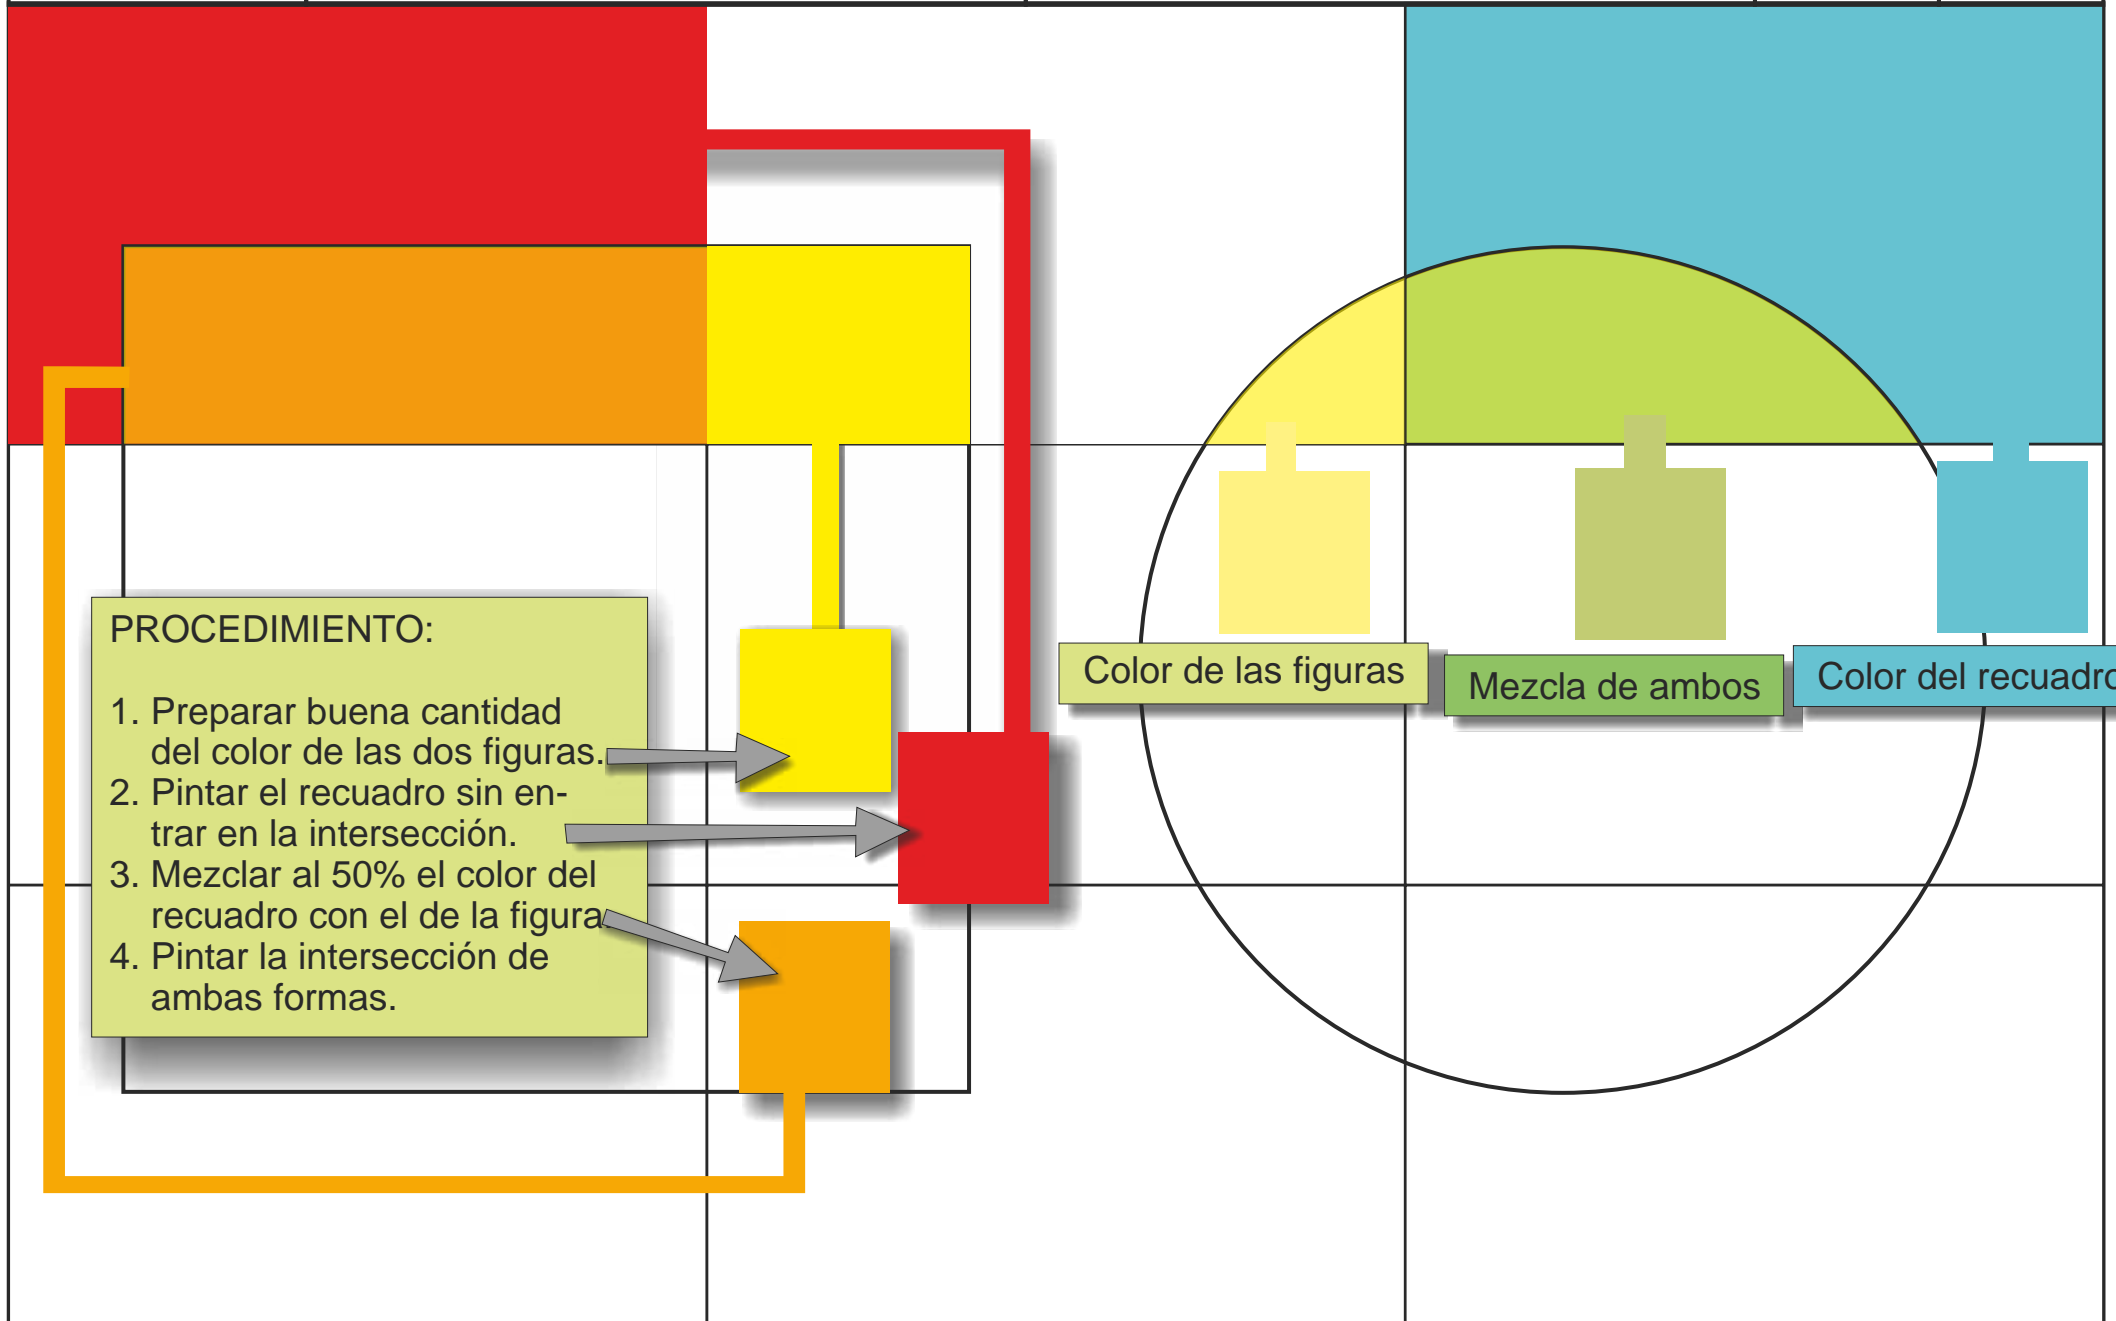 PROCEDIMIENTO:
1. Preparar buena cantidad
del color de las dos figuras.
2. Pintar el recuadro sin en-
trar en la intersección.
3. Mezclar al 50% el color del
recuadro con el de la figura.
4. Pintar la intersección de
ambas formas.
Color de las figuras
Mezcla de ambos
Color del recuadro